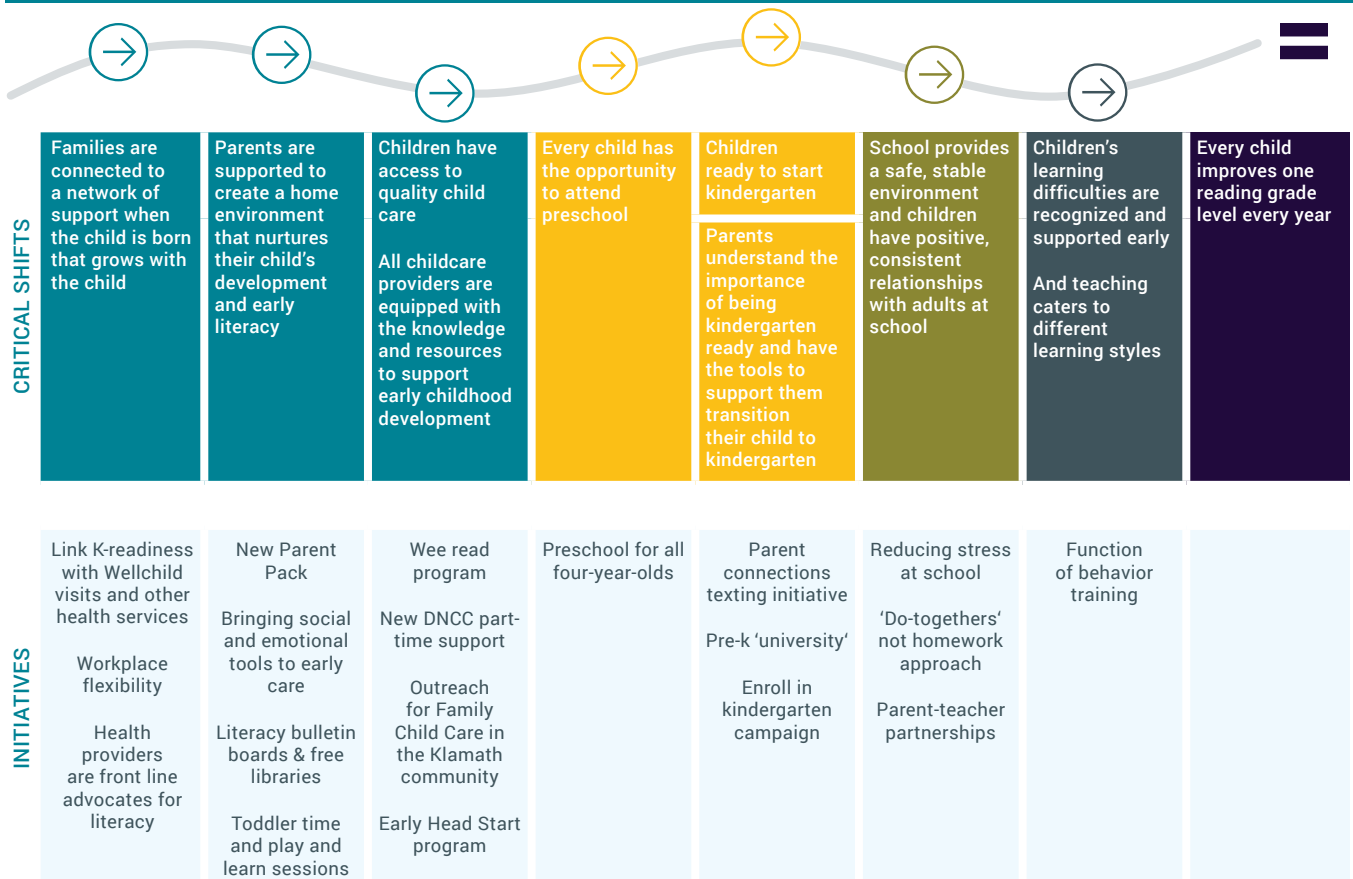 CRITICAL SHIFTS
Families are
connected to
a network of
support when
the child is born
that grows with
the child
Parents are
supported to
create a home
environment
that nurtures
their child's
development
and early
literacy
Children have
access to
quality child
care
All childcare
providers are
equipped with
the knowledge
and resources
to support
early childhood
development
Every child has
the opportunity
to attend
preschool
Children
ready to start
kindergarten
Parents
understand the
importance
of being
kindergarten
ready and have
the tools to
support them
transition
their child to
kindergarten
School provides
a safe, stable
environment
and children
have positive,
consistent
relationships
with adults at
school
Children's
learning
difficulties are
recognized and
supported early
And teaching
caters to
different
learning styles
Every child
improves one
reading grade
level every year
INITIATIVES
Link K-readiness
with Wellchild
visits and other
health services
Workplace
flexibility
Health
providers
are front line
advocates for
literacy
New Parent
Pack
Bringing social
and emotional
tools to early
care
Literacy bulletin
boards & free
libraries
Toddler time
and play and
learn sessions
Wee read
program
New DNCC part-
time support
Outreach
for Family
Child Care in
the Klamath
community
Early Head Start
program
Preschool for all
four-year-olds
Parent
connections
texting initiative
Pre-k ‘university‘
Enroll in
kindergarten
campaign
Reducing stress
at school
‘Do-togethers‘
not homework
approach
Parent-teacher
partnerships
Function
of behavior
training